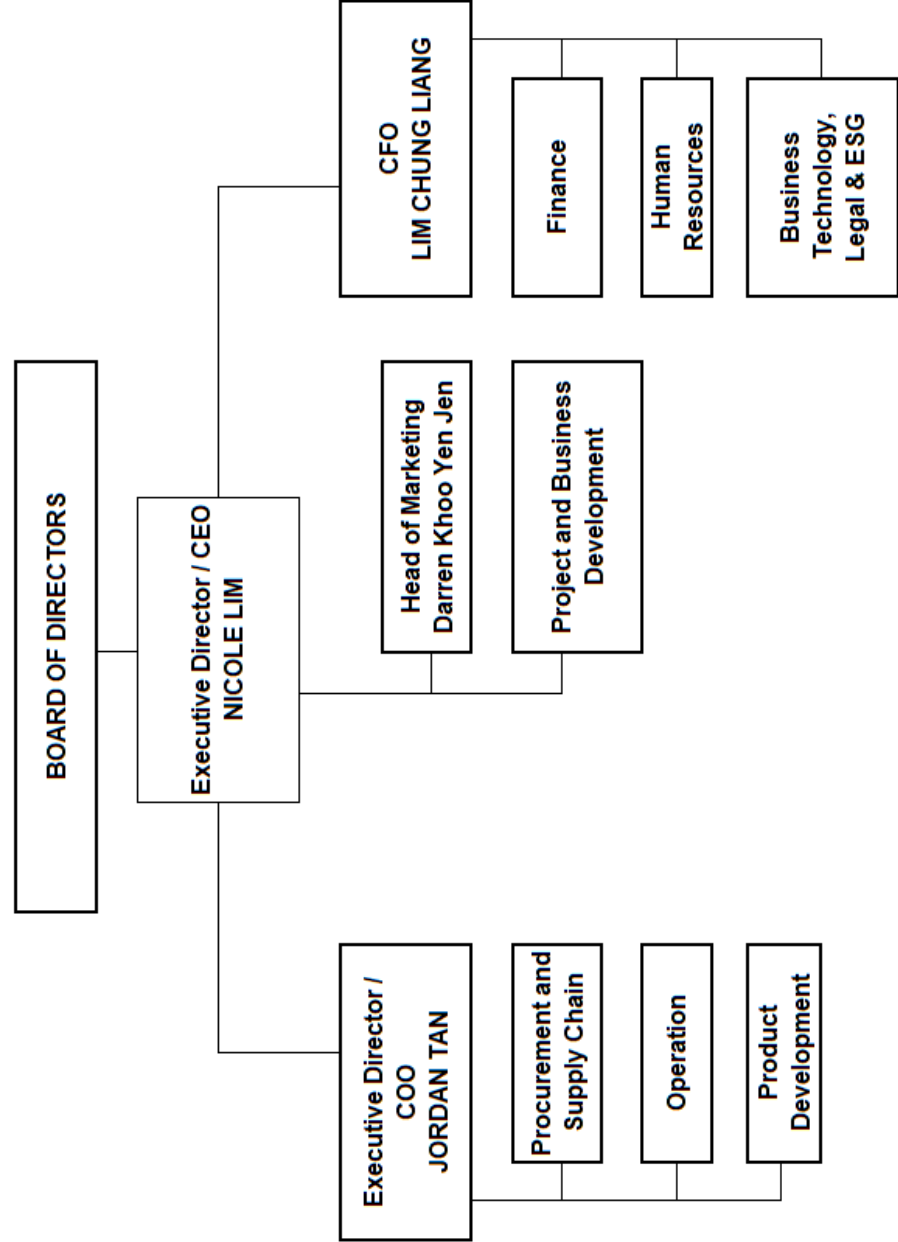 BOARD OF DIRECTORS
Executive Director / CEO
NICOLE LIM
Executive Director /
COO
JORDAN TAN
Procurement and
Supply Chain
Operation
Product
Development
Head of Marketing
Darren Khoo Yen Jen
Project and Business
Development
CFO
LIM CHUNG LIANG
Finance
Human
Resources
Business
Technology,
Legal & ESG